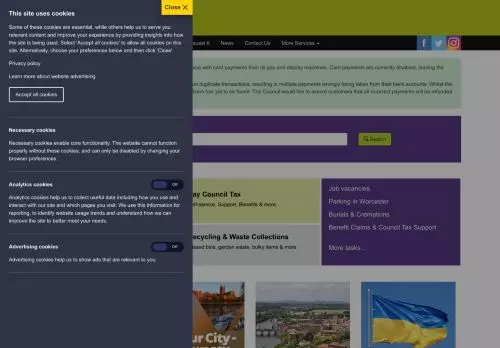 This site uses cookies
Close ✕
Some of these cookies are essential, while others help us to serve you
relevant content and improve your experience by providing insights into how
the site is being used. Select 'Accept all cookies' to allow all cookies on this
site. Alternatively, choose your preferences below and then click 'Close'
Privacy policy
Learn more about website advertising
Accept all cookies
Necessary cookies
Necessary cookies enable core functionality. The website cannot function
properly without these cookies, and can only be disabled by changing your
browser preferences.
Analytics cookies
Off
Analytics cookies help us to collect useful data including how you use and
interact with our site and which pages you visit. We use this information for
reporting, to identify website usage trends and understand how we can
improve the site to better meet your needs.
Advertising cookies
Off
Advertising cookies help us to show ads that are relevant to you.
quest It News Contact Us More Services
ue with card payments from its pay and display machines. Card payments are currently disabled, leaving the
duplicate transactions, resulting in multiple payments wrongly being taken from their bank accounts. Whilst the
has yet to be found. The Council would like to assure customers that all incorrect payments will be refunded
Search
ay Council Tax
elf-service, Support, Benefits & more
ecycling & Waste Collections
ased bins, garden waste, bulky items & more
Job vacancies
Parking in Worcester
Burials & Cremations
Benefit Claims & Council Tax Support
More tasks...
ur City -